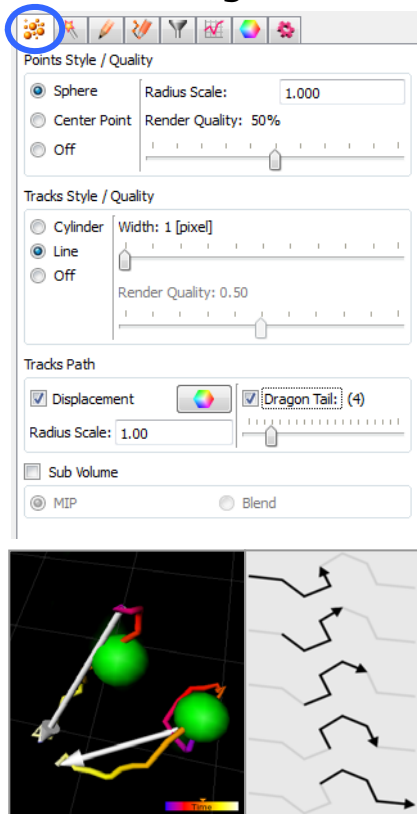 Points Style / Quality
Sphere Radius Scale: 1.000
Center Point Render Quality: 50%
Off
Tracks Style / Quality
Cylinder Width: 1 [pixel]
Line
Off
Render Quality: 0.50
Tracks Path
Displacement Dragon Tail: (4)
Radius Scale: 1.00
Sub Volume
MIP Blend
Time